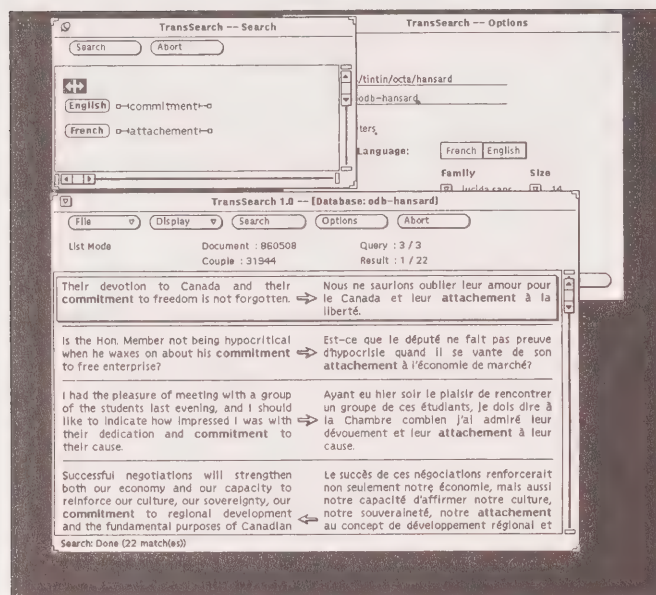 TransSearch -- Search
Search
Abort
English
commitment
French
attachement
TransSearch -- Options
/tintin/octa/hansard
odb-hansard
ters
Language:
French English
Family
Size
lucida sans
14
TransSearch 1.0 -- [Database: odb-hansard]
File
Display
Search
Options
Abort
List Mode
Document : 860508
Query : 3 / 3
Couple : 31944
Result : 1 / 22
Their devotion to Canada and their
commitment to freedom is not forgotten.
Nous ne saurions oublier leur amour pour
le Canada et leur attachement à la
liberté.
Is the Hon. Member not being hypocritical
when he waxes on about his commitment
to free enterprise?
Est-ce que le député ne fait pas preuve
d'hypocrisie quand il se vante de son
attachement à l'économie de marché?
I had the pleasure of meeting with a group
of the students last evening, and I should
like to indicate how impressed I was with
their dedication and commitment to
their cause.
Ayant eu hier soir le plaisir de rencontrer
un groupe de ces étudiants, je dois dire à
la Chambre combien j'ai admiré leur
dévouement et leur attachement à leur
cause.
Successful negotiations will strengthen
both our economy and our capacity to
reinforce our culture, our sovereignty, our
commitment to regional development
and the fundamental purposes of Canadian
Le succès de ces négociations renforcerait
non seulement notre économie, mais aussi
notre capacité d'affirmer notre culture,
notre souveraineté, notre attachement
au concept de développement régional et
Search: Done (22 match(es))